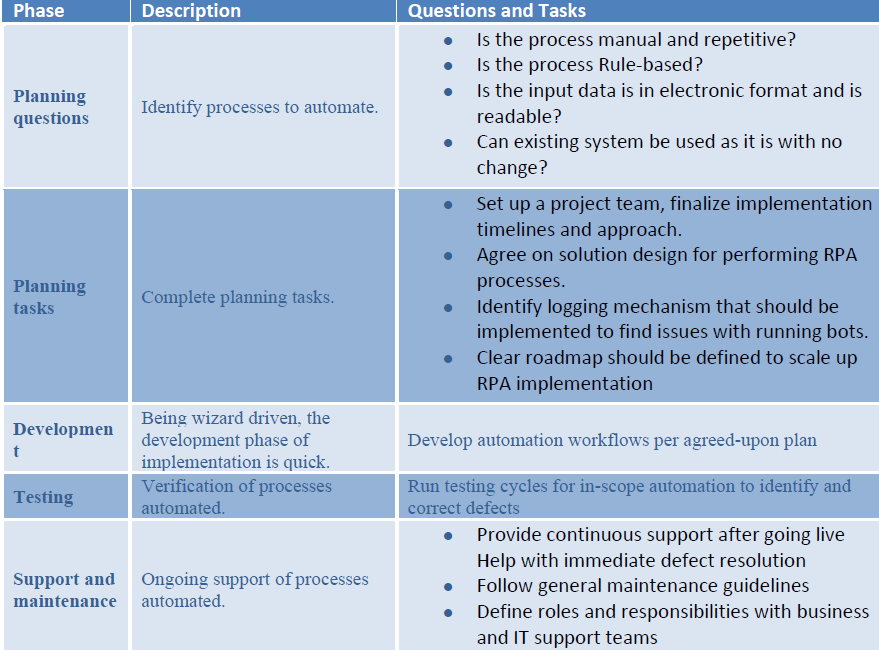 Phase Description Questions and Tasks
Planning
questions
Identify processes to automate.
● Is the process manual and repetitive?
● Is the process Rule-based?
● Is the input data is in electronic format and is
readable?
● Can existing system be used as it is with no
change?
Planning
tasks
Complete planning tasks.
● Set up a project team, finalize implementation
timelines and approach.
● Agree on solution design for performing RPA
processes.
● Identify logging mechanism that should be
implemented to find issues with running bots.
● Clear roadmap should be defined to scale up
RPA implementation
Developmen
t
Being wizard driven, the
development phase of
implementation is quick.
Develop automation workflows per agreed-upon plan
Testing
Verification of processes
automated.
Run testing cycles for in-scope automation to identify and
correct defects
Support and
maintenance
Ongoing support of processes
automated.
● Provide continuous support after going live
Help with immediate defect resolution
● Follow general maintenance guidelines
● Define roles and responsibilities with business
and IT support teams